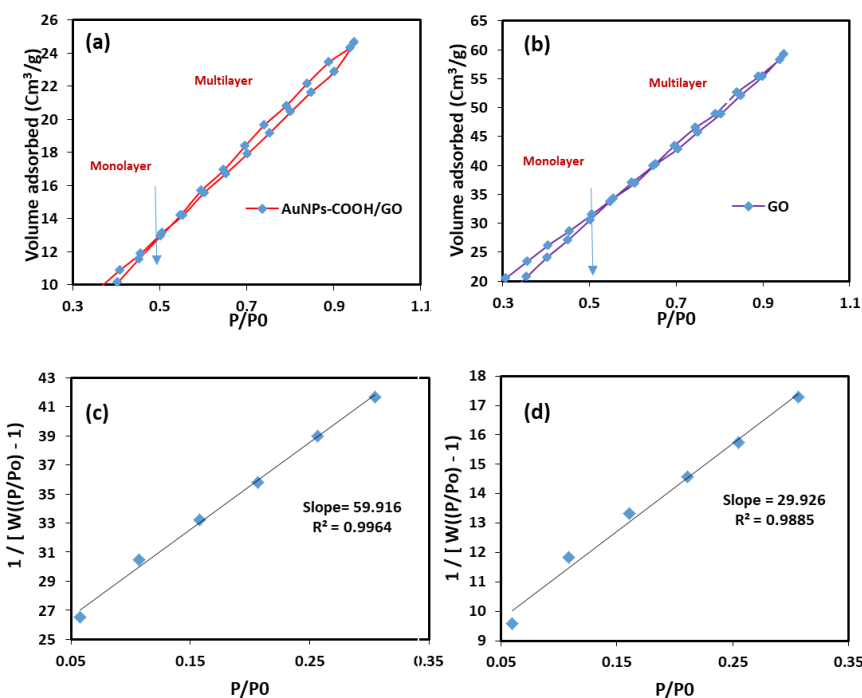 (a)
Volume adsorbed (Cm³/g)
26
24
22
20
18
16
14
12
10
Multilayer
Monolayer
AuNPs-COOH/GO
0.3
0.5
0.7
0.9
1.1
P/P0
(b)
Volume adsorbed (Cm³/g)
65
60
55
50
45
40
35
30
25
20
Multilayer
Monolayer
GO
0.3
0.5
0.7
0.9
1.1
P/P0
(c)
1 / [ W((P/Po) - 1)
43
41
39
37
35
33
31
29
27
25
Slope= 59.916
R² = 0.9964
0.05
0.15
0.25
0.35
P/P0
(d)
1 / [ W((P/Po) - 1)
18
17
16
15
14
13
12
11
10
9
Slope = 29.926
R² = 0.9885
0.05
0.15
0.25
0.35
P/P0